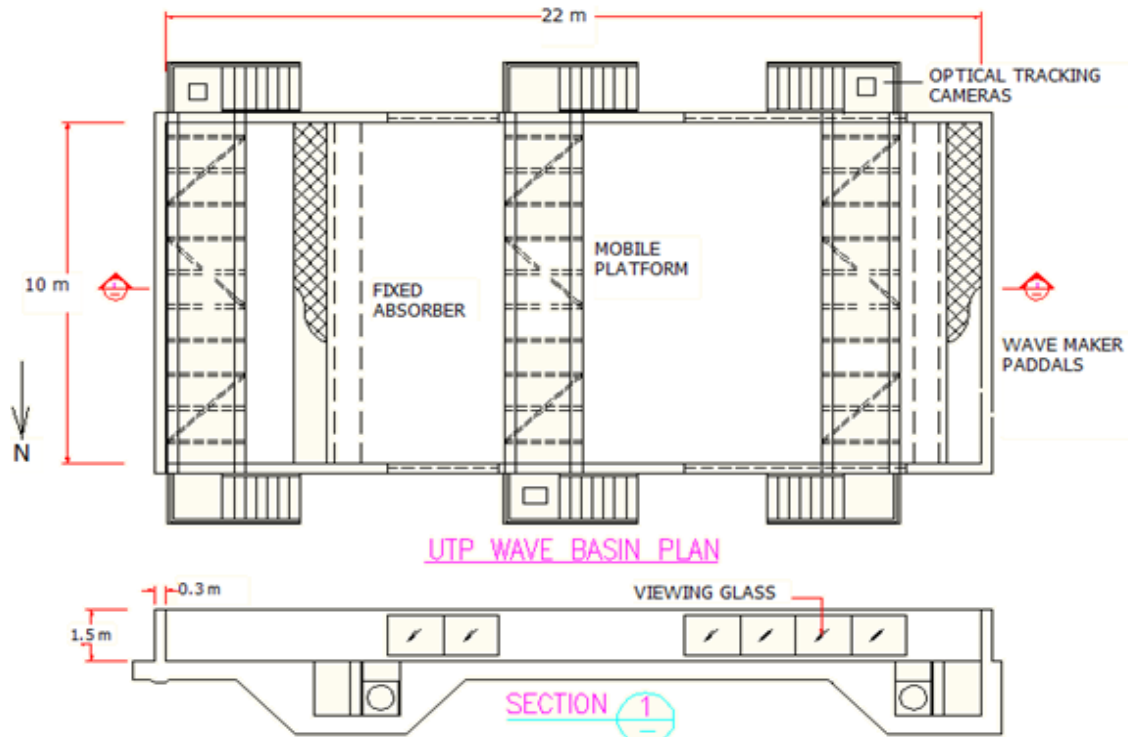 22 m
OPTICAL TRACKING
CAMERAS
MOBILE
PLATFORM
10 m
FIXED
ABSORBER
WAVE MAKER
PADDALS
N
UTP WAVE BASIN PLAN
0.3 m
VIEWING GLASS
1.5 m
SECTION 1